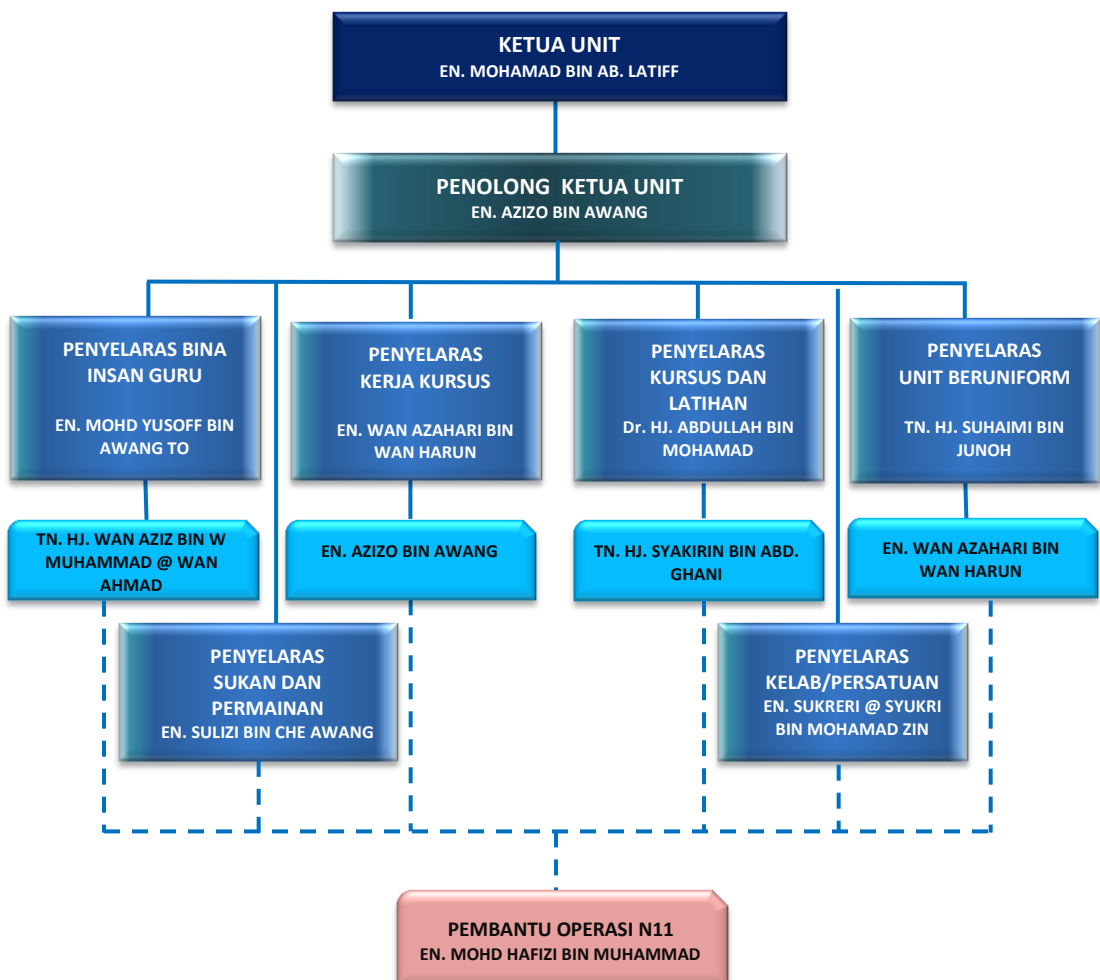 KETUA UNIT
EN. MOHAMAD BIN AB. LATIFF
PENOLONG KETUA UNIT
EN. AZIZO BIN AWANG
PENYELARAS BINA
INSAN GURU
EN. MOHD YUSOFF BIN
AWANG TO
PENYELARAS
KERJA KURSUS
EN. WAN AZAHARI BIN
WAN HARUN
PENYELARAS
KURSUS DAN
LATIHAN
Dr. HJ. ABDULLAH BIN
MOHAMAD
PENYELARAS
UNIT BERUNIFORM
TN. HJ. SUHAIMI BIN
JUNOH
TN. HJ. WAN AZIZ BIN W
MUHAMMAD @ WAN
AHMAD
EN. AZIZO BIN AWANG
TN. HJ. SYAKIRIN BIN ABD.
GHANI
EN. WAN AZAHARI BIN
WAN HARUN
PENYELARAS
SUKAN DAN
PERMAINAN
EN. SULIZI BIN CHE AWANG
PENYELARAS
KELAB/PERSATUAN
EN. SUKRERI @ SYUKRI
BIN MOHAMAD ZIN
PEMBANTU OPERASI N11
EN. MOHD HAFIZI BIN MUHAMMAD